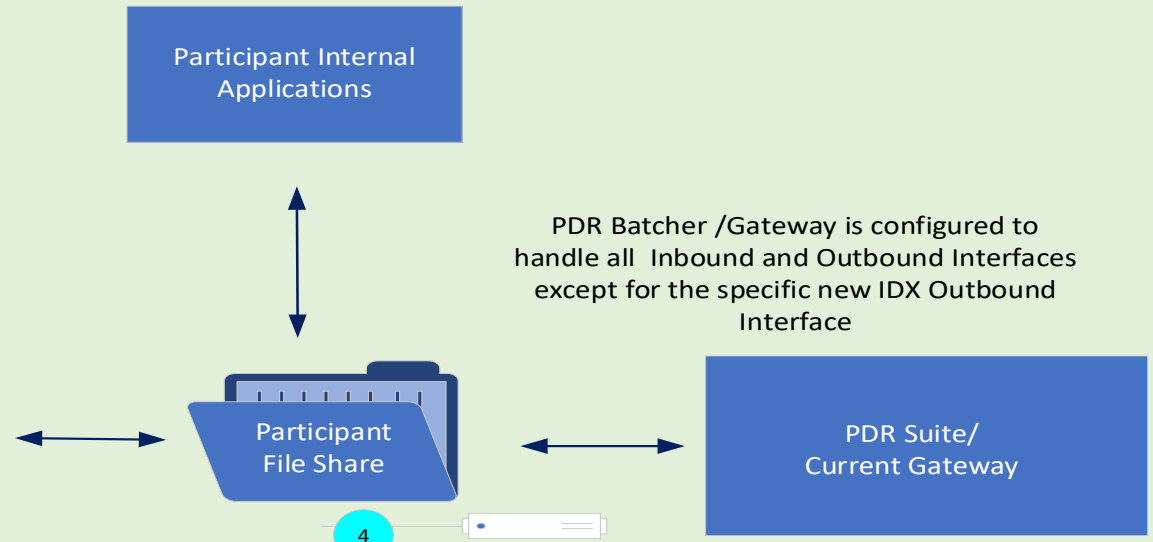 Participant Internal
Applications
PDR Batcher /Gateway is configured to
handle all  Inbound and Outbound Interfaces
except for the specific new IDX Outbound
Interface
Participant
File Share
PDR Suite/
Current Gateway
4